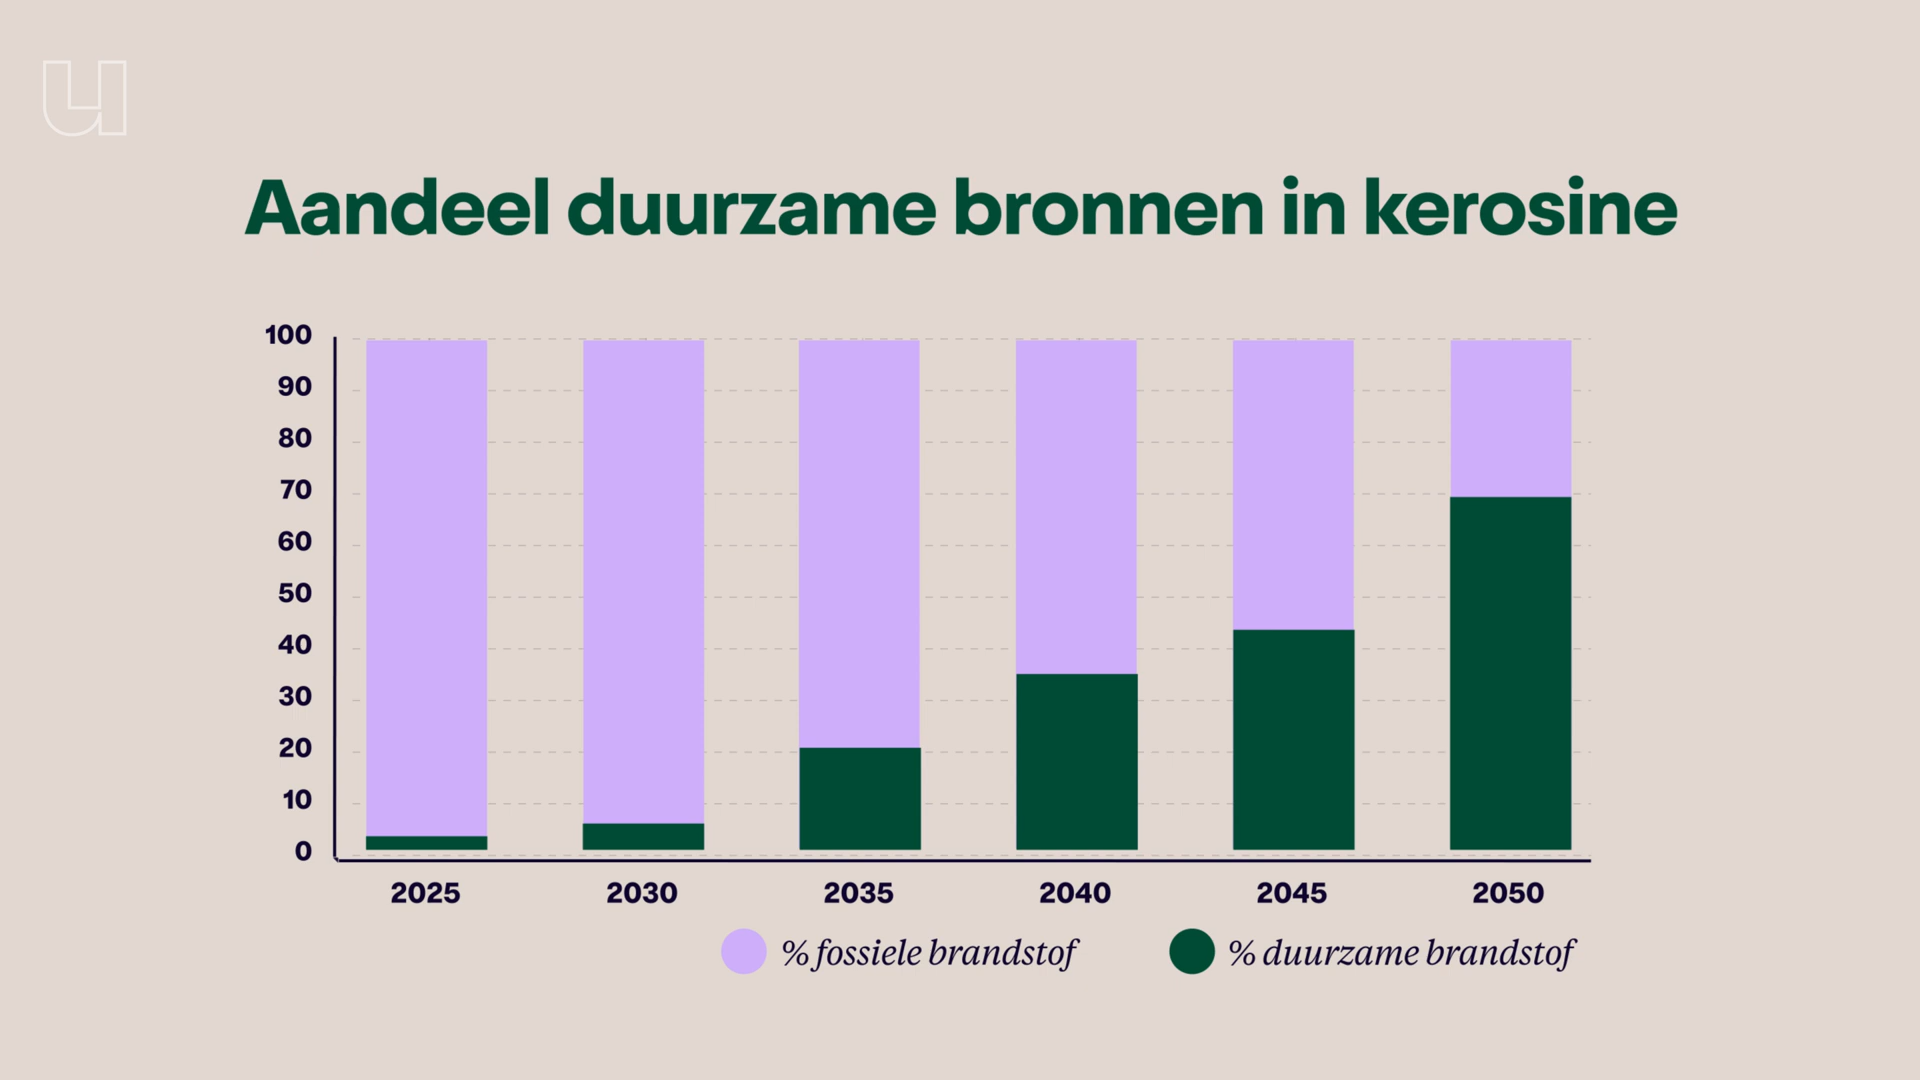 u
Aandeel duurzame bronnen in kerosine
100
90
80
70
60
50
40
30
20
10
0
2025 2030 2035 2040 2045 2050
% fossiele brandstof % duurzame brandstof